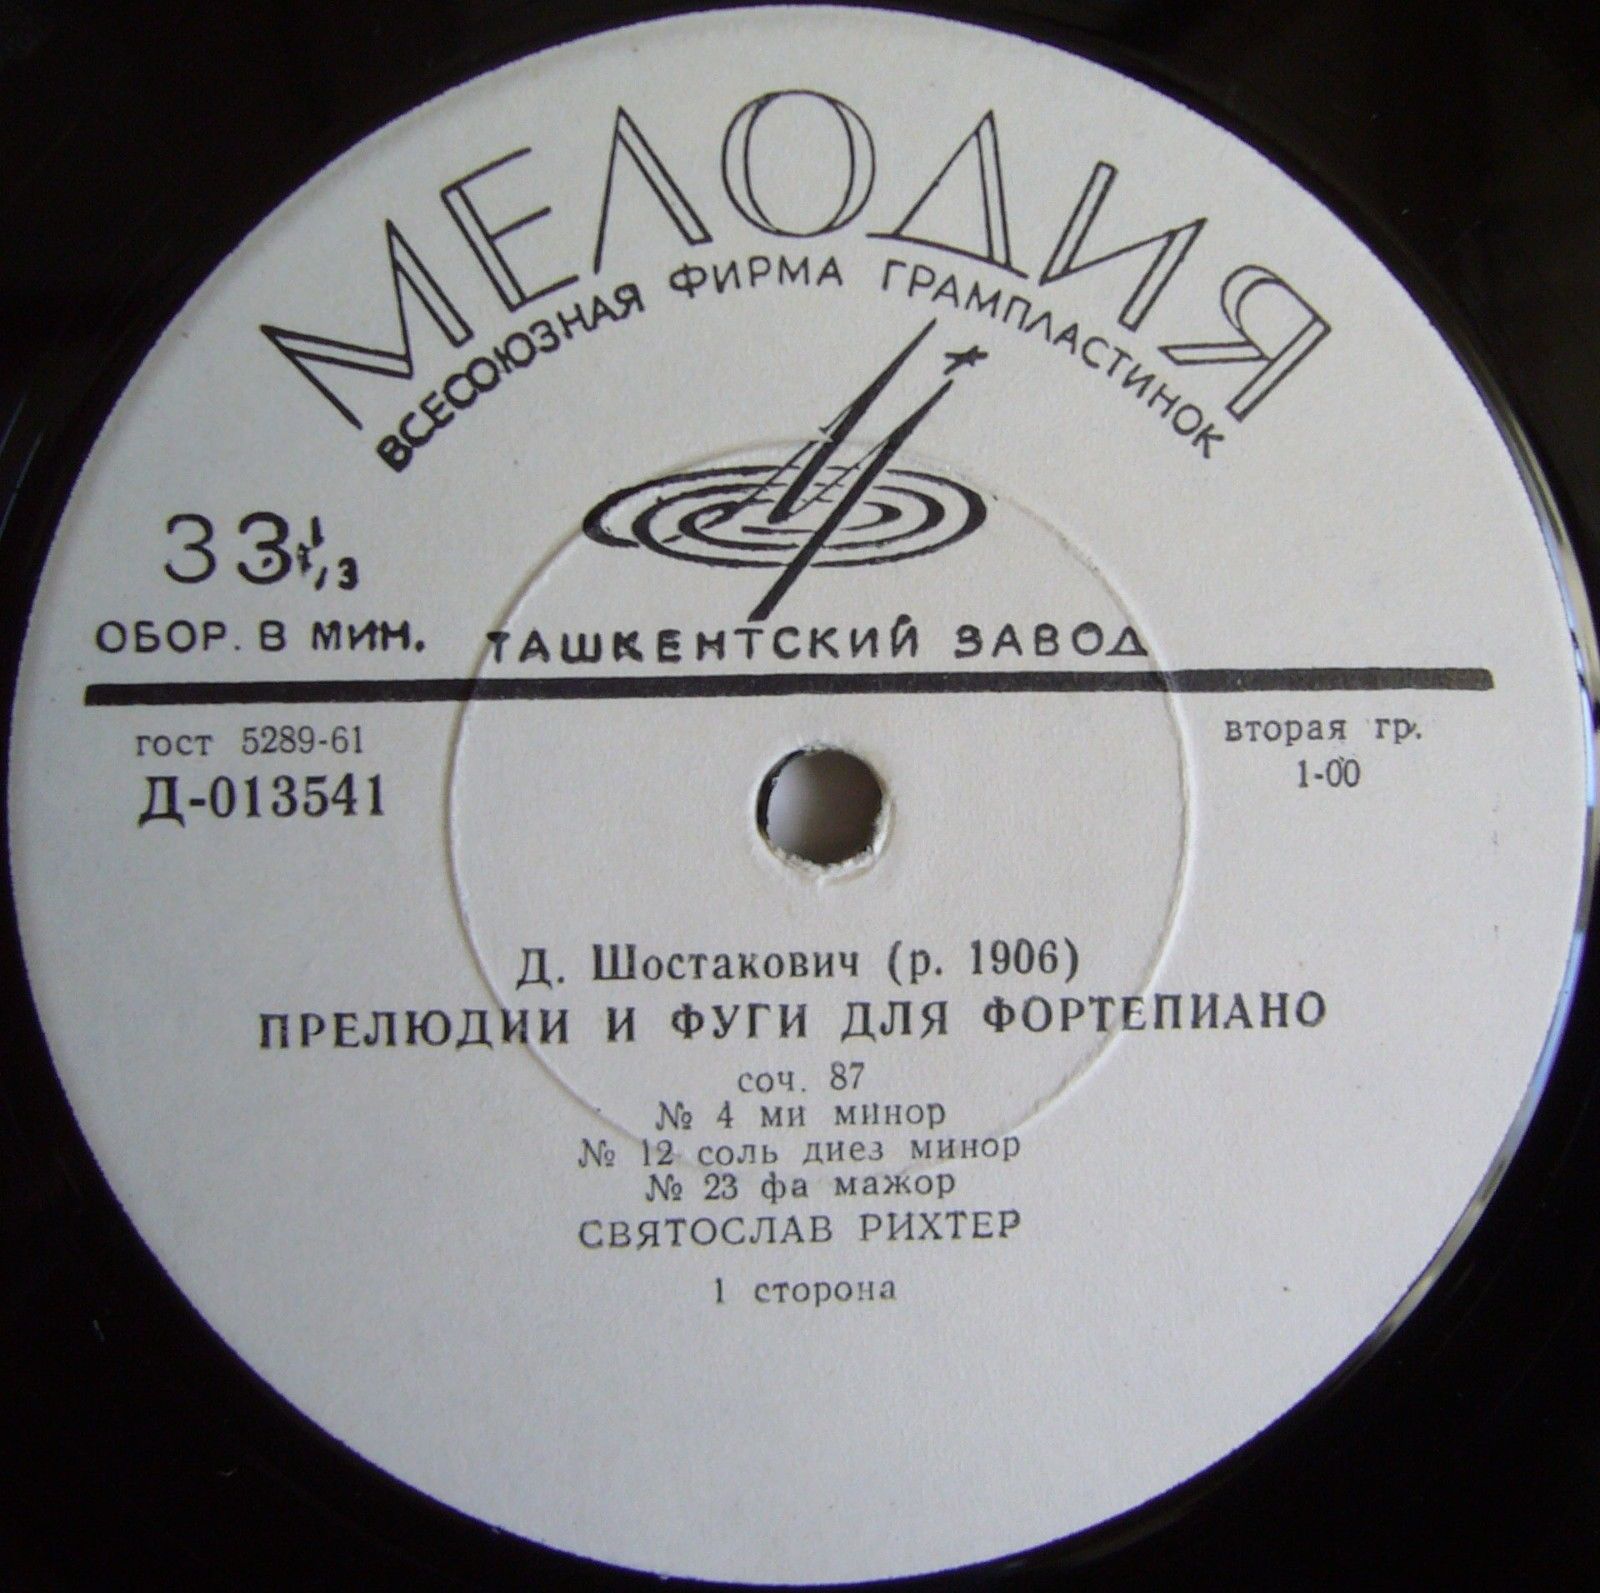 МЕЛОДИЯ
ВСЕСОЮЗНАЯ ФИРМА ГРАМПЛАСТИНОК
33 1/3
ОБОР. В МИН.
ТАШКЕНТСКИЙ ЗАВОД
гост 5289-61
Д-013541
вторая гр.
1-00
Д. Шостакович (р. 1906)
ПРЕЛЮДИИ И ФУГИ ДЛЯ ФОРТЕПИАНО
соч. 87
№ 4 ми минор
№ 12 соль диез минор
№ 23 фа мажор
СВЯТОСЛАВ РИХТЕР
1 сторона